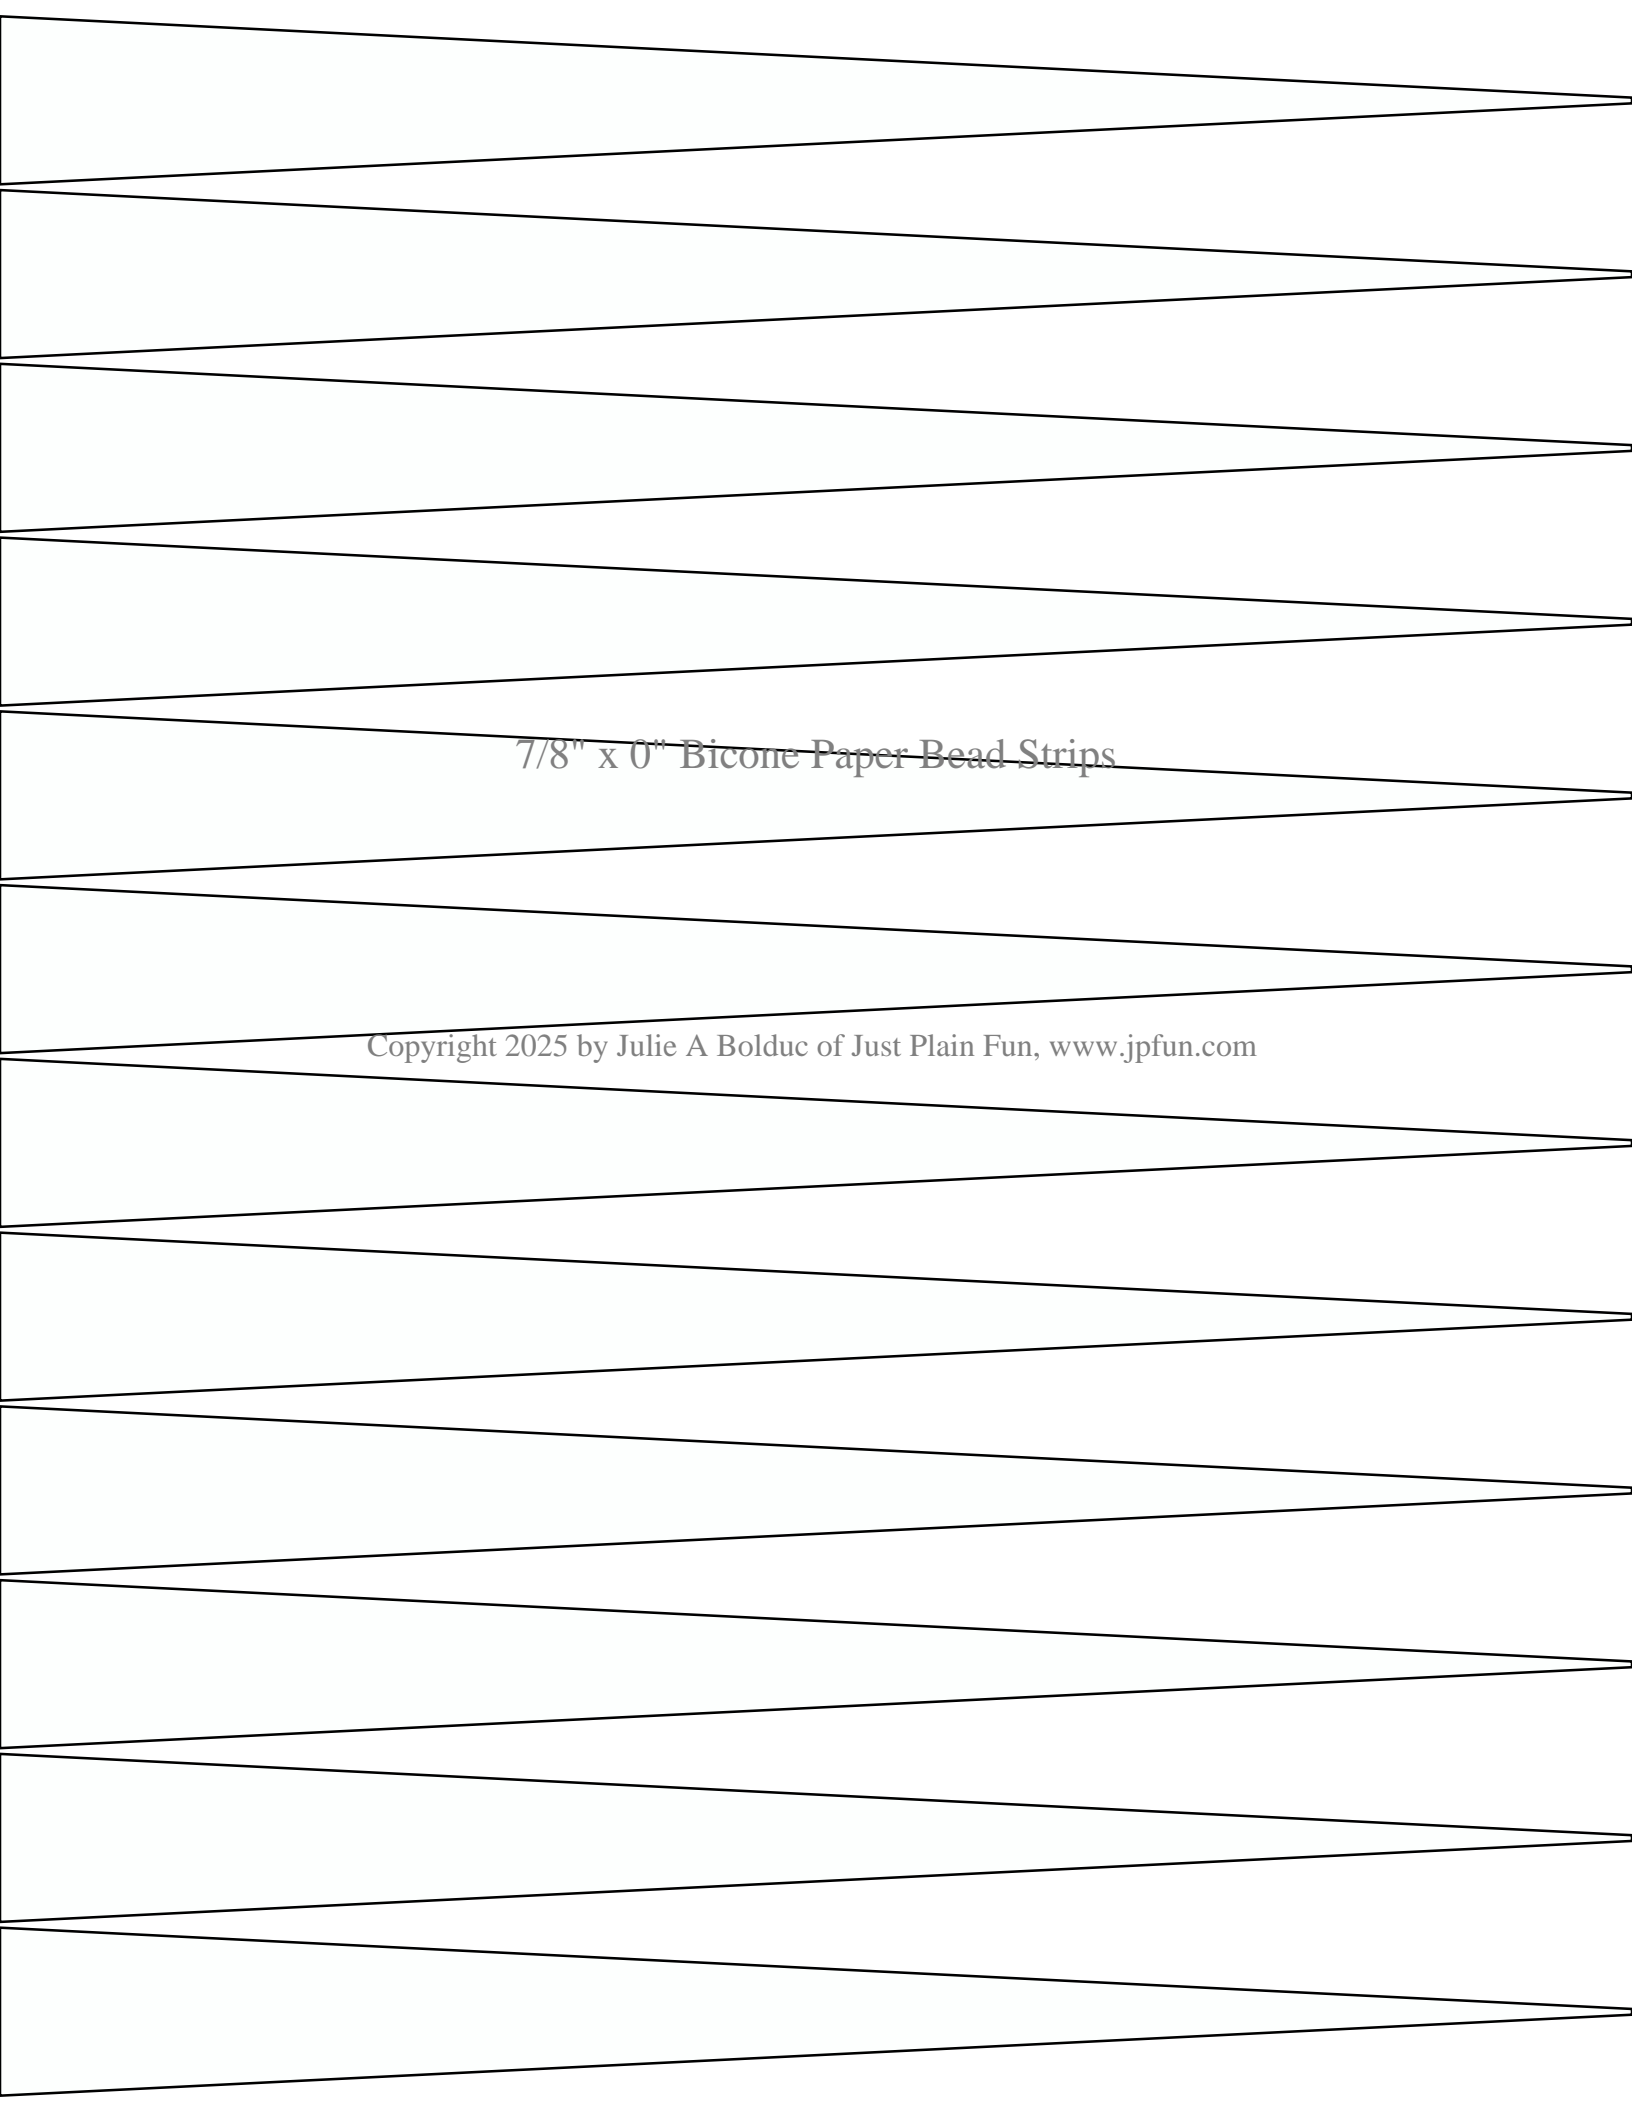 7/8" x 0" Bicone Paper Bead Strips
Copyright 2025 by Julie A Bolduc of Just Plain Fun, www.jpfun.com